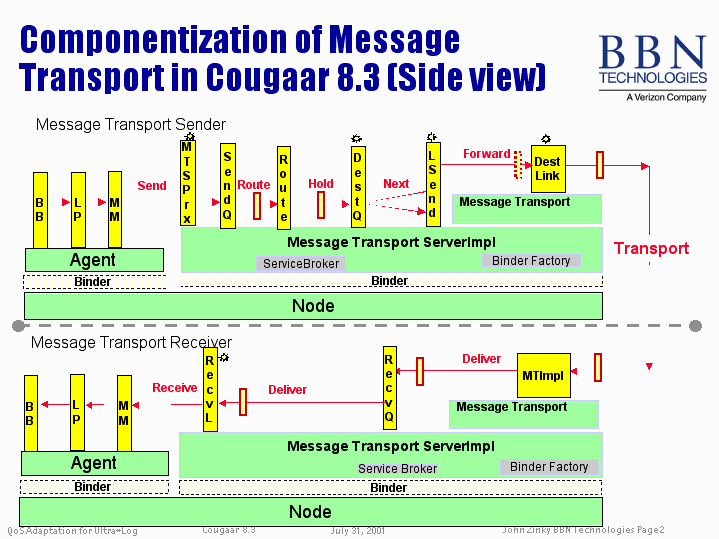 Componentization of Message
Transport in Cougaar 8.3 (Side view)
BBN
TECHNOLOGIES
A Verizon Company
Message Transport Sender
BB
LP
MM
Send
MTSPrx
SendQ
Route
Route
Hold
DestQ
Next
LSend
Forward
Dest
Link
Message Transport
Transport
Message Transport ServerImpl
ServiceBroker
Binder Factory
Agent
Binder
Binder
Node
Message Transport Receiver
BB
LP
MM
Receive
RecvL
Deliver
RecvQ
Deliver
MTImpl
Message Transport
Message Transport ServerImpl
Service Broker
Binder Factory
Agent
Binder
Binder
Node
QoS Adaptation for Ultra*Log
Cougaar 8.3
July 31, 2001
John Zinky BBN Technologies Page2